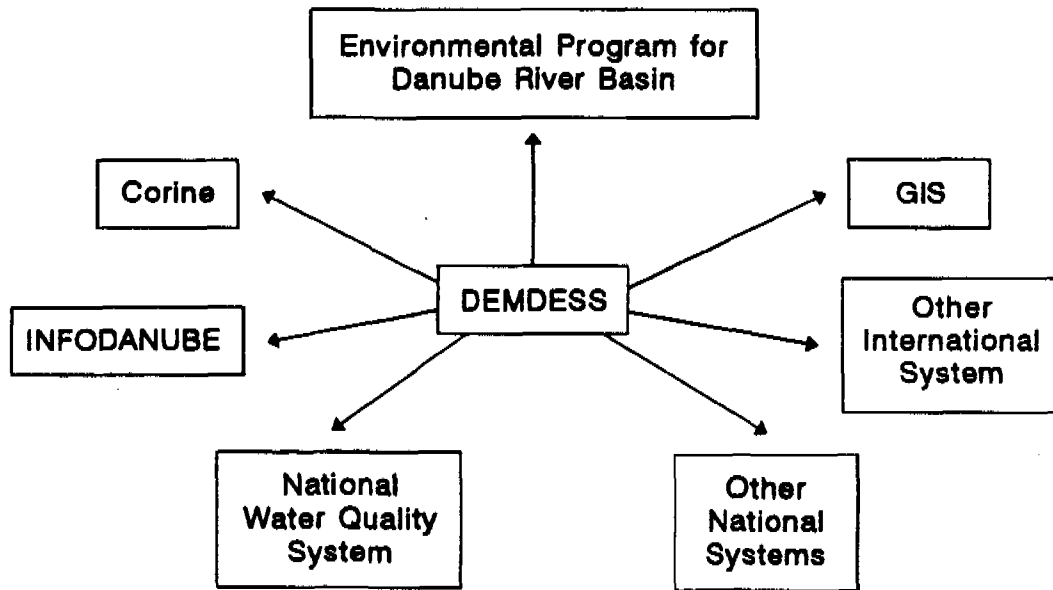 Environmental Program for
Danube River Basin
Corine
GIS
DEMDESS
INFODANUBE
Other
International
System
National
Water Quality
System
Other
National
Systems